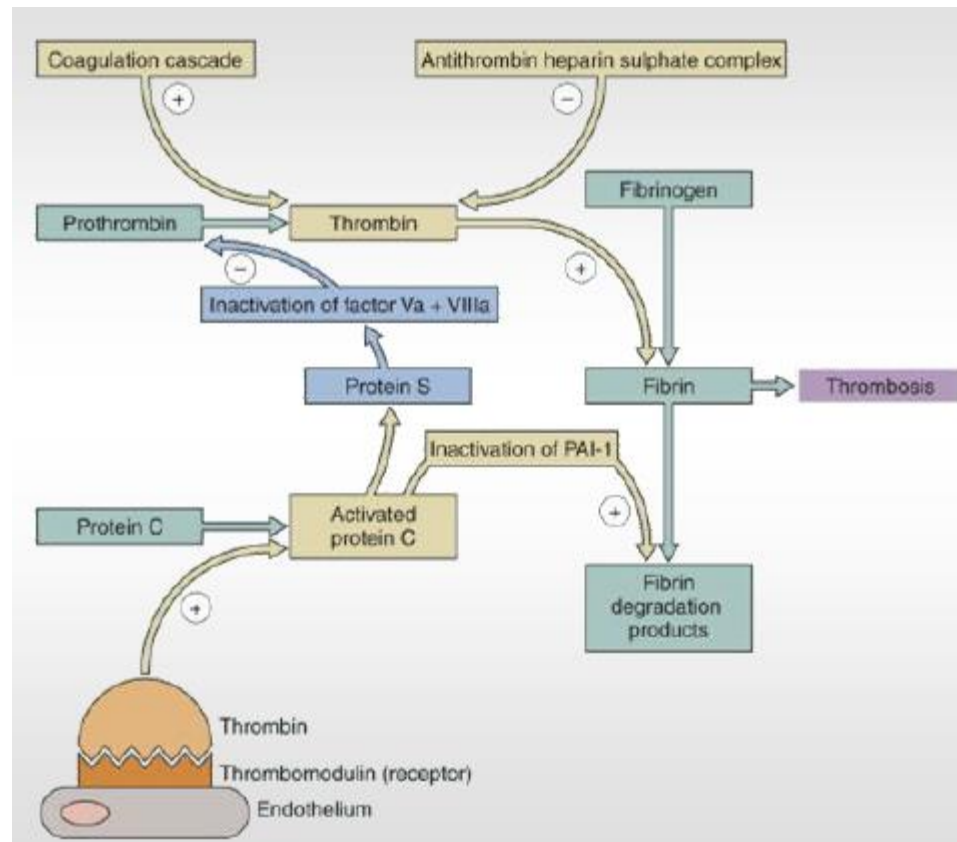 Coagulation cascade
Antithrombin heparin sulphate complex
+
−
Fibrinogen
Prothrombin
Thrombin
−
+
Inactivation of factor Va + VIIIa
Protein S
Fibrin
Thrombosis
Inactivation of PAI-1
Protein C
Activated
protein C
+
+
Fibrin
degradation
products
Thrombin
Thrombomodulin (receptor)
Endothelium